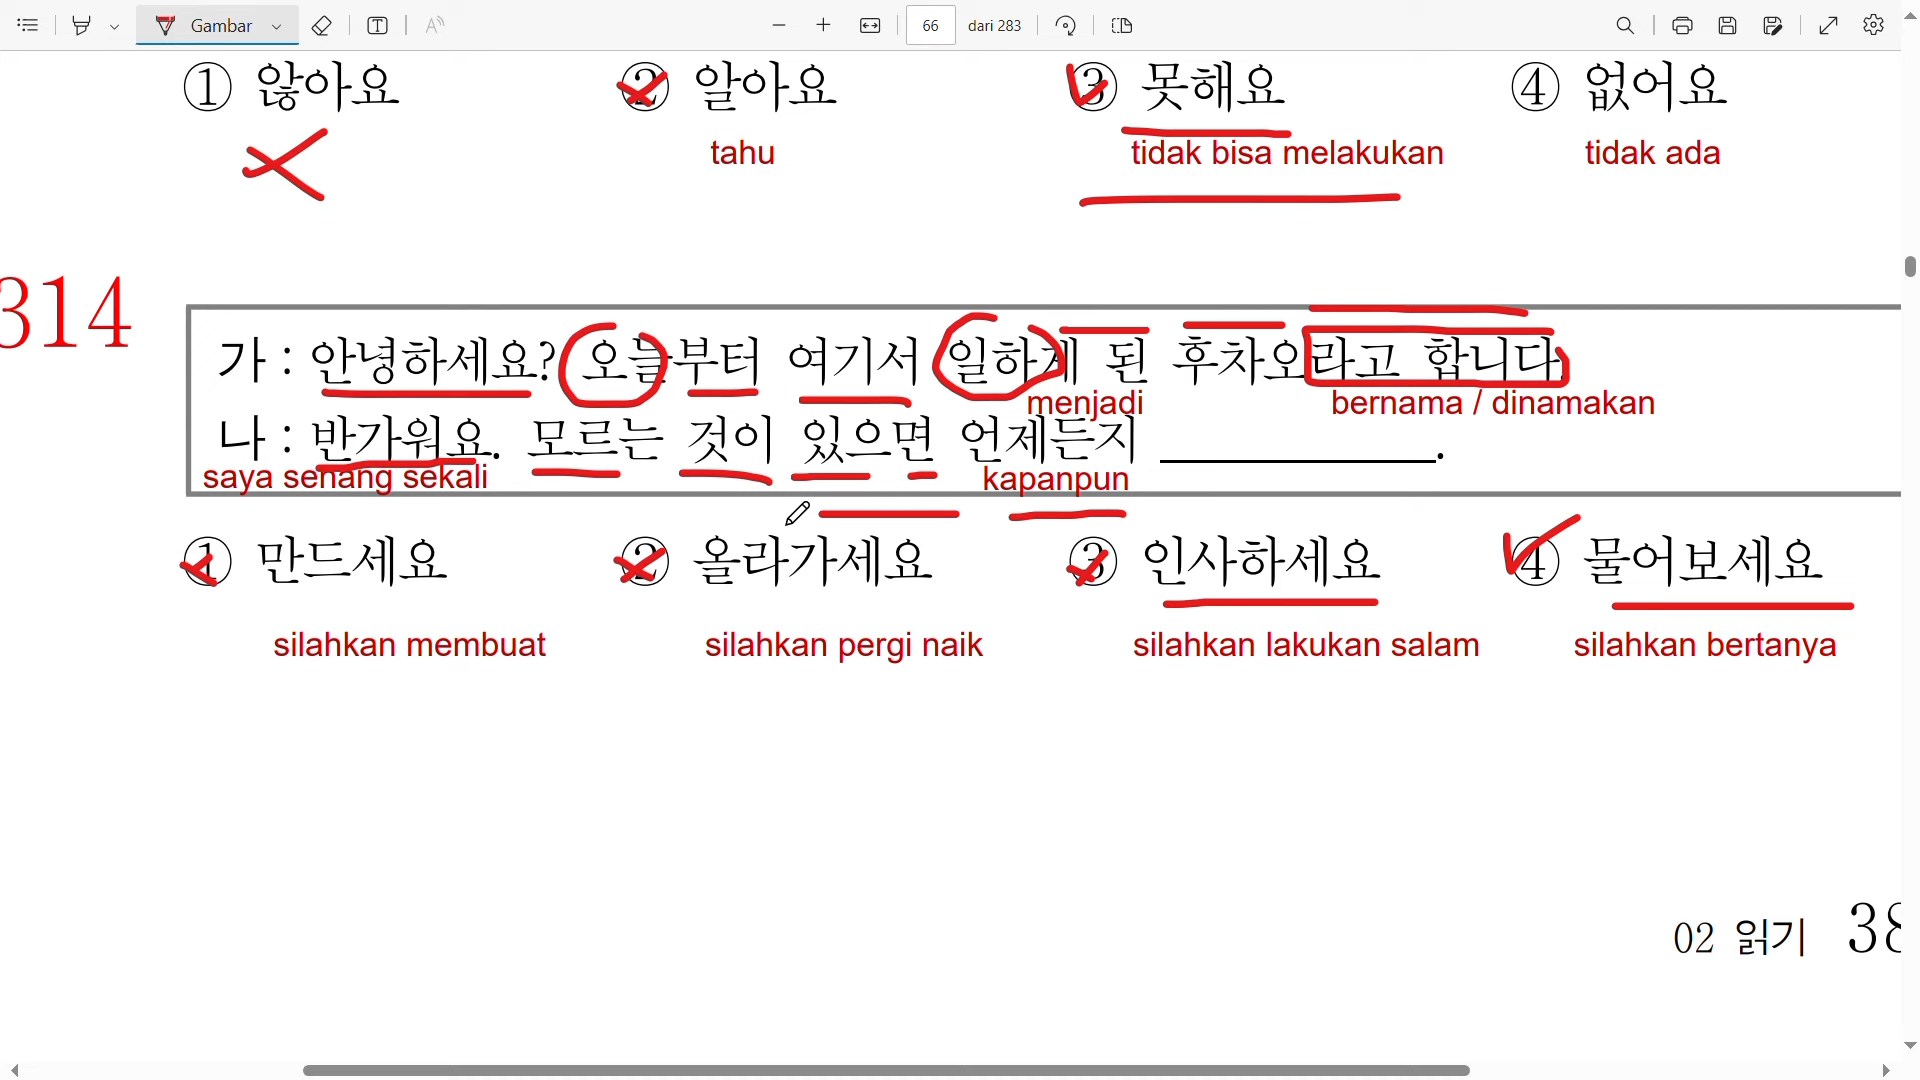 Gambar
66 dari 283
① 않아요 ② 알아요 ③ 못해요 ④ 없어요
tahu tidak bisa melakukan tidak ada
314
가 : 안녕하세요? 오늘부터 여기서 일하게 된 후차오라고 합니다.
menjadi bernama / dinamakan
나 : 반가워요. 모르는 것이 있으면 언제든지 ____________.
saya senang sekali kapanpun
① 만드세요 ② 올라가세요 ③ 인사하세요 ④ 물어보세요
silahkan membuat silahkan pergi naik silahkan lakukan salam silahkan bertanya
02 읽기 38